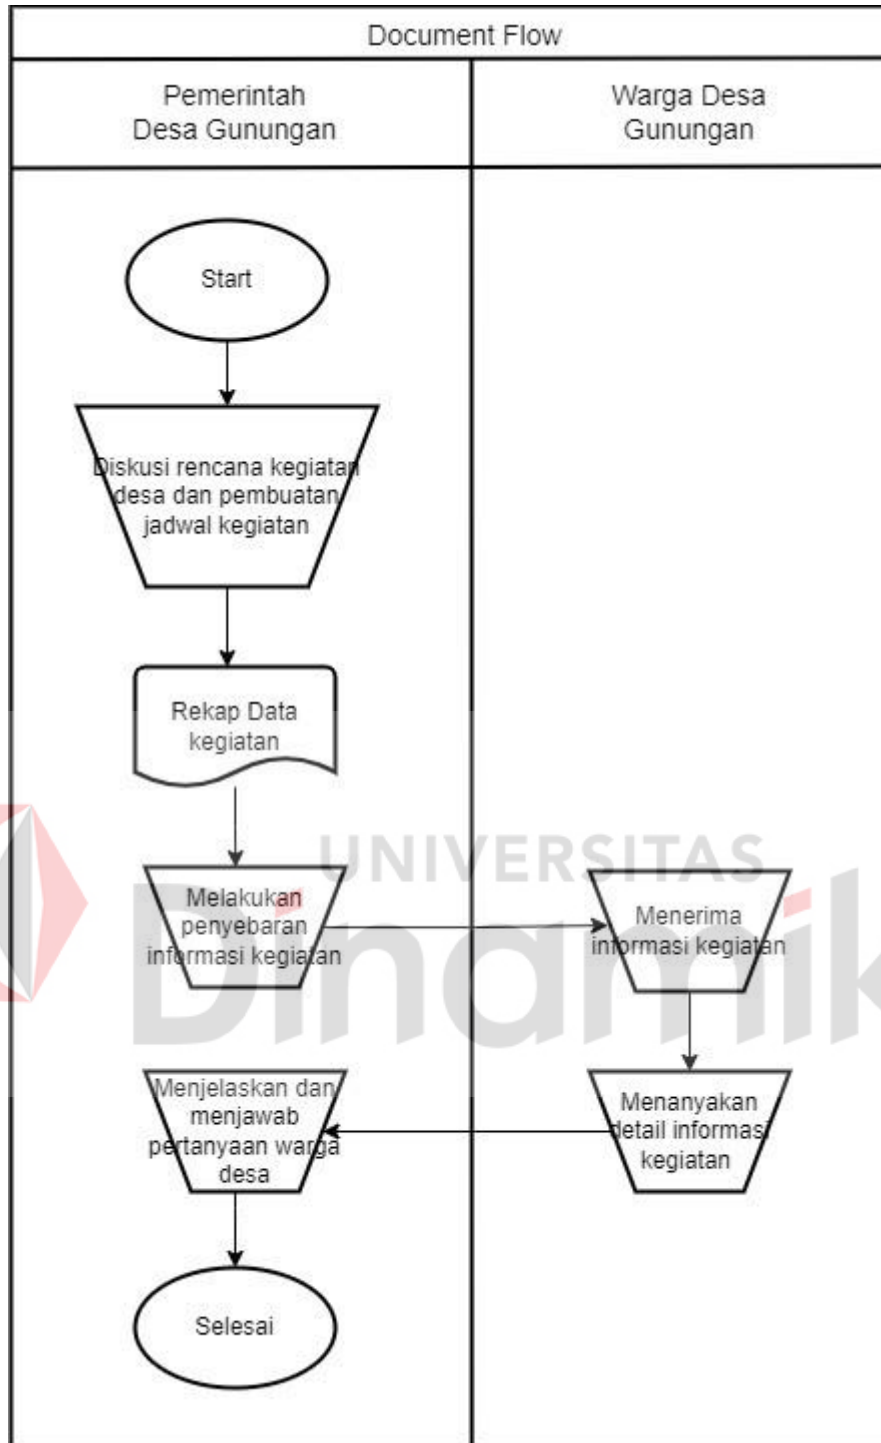 Document Flow
Pemerintah
Desa Gunungan
Warga Desa
Gunungan
Start
Diskusi rencana kegiatan
desa dan pembuatan
jadwal kegiatan
Rekap Data
kegiatan
UNIVERSITAS
Dinamik
Melakukan
penyebaran
informasi kegiatan
Menerima
informasi kegiatan
Menanyakan
detail informasi
kegiatan
Menjelaskan dan
menjawab
pertanyaan warga
desa
Selesai